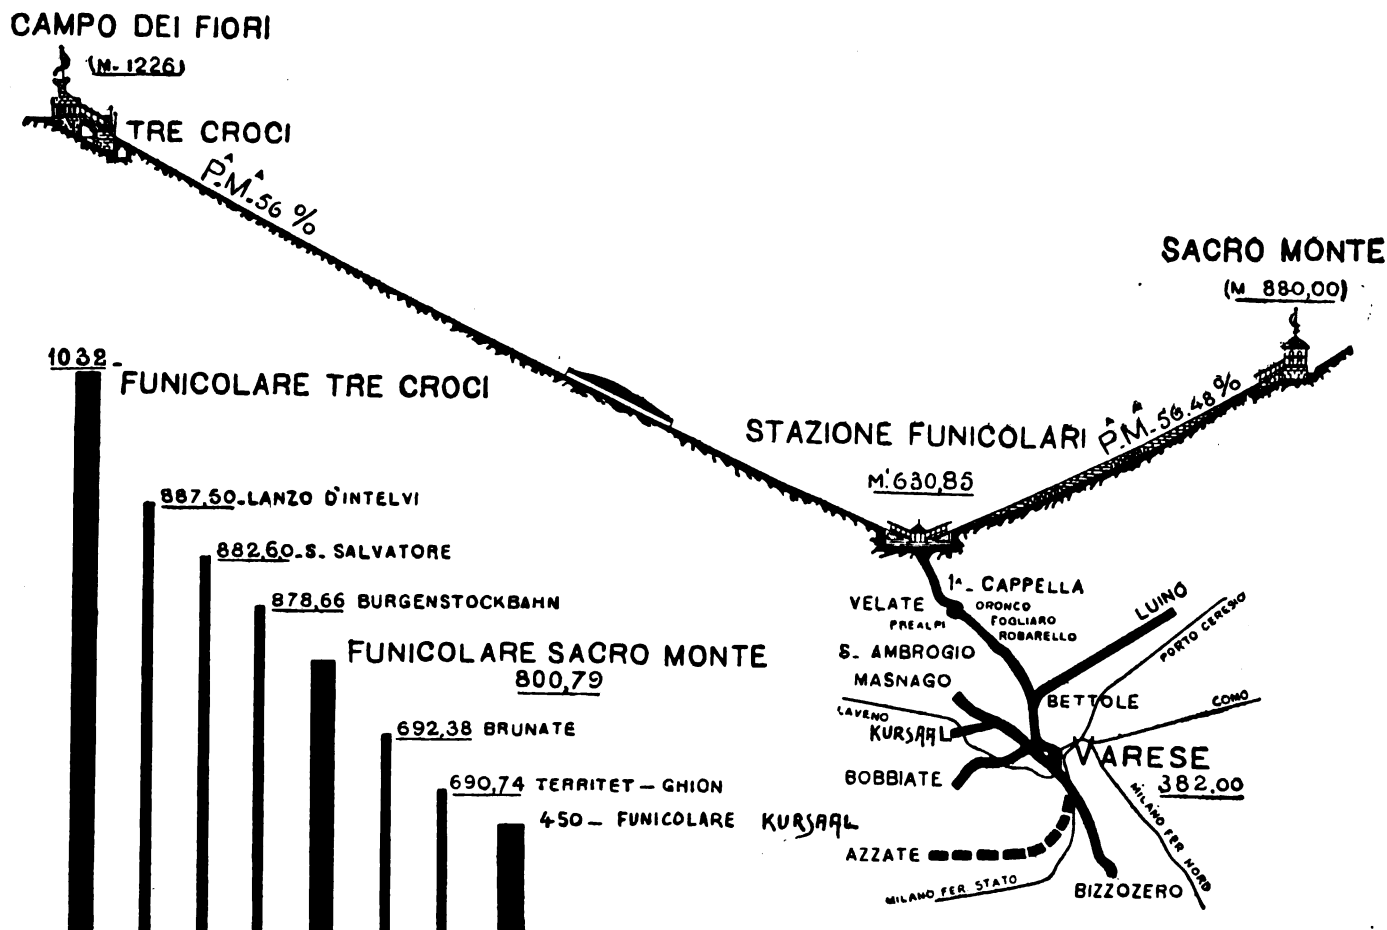 CAMPO DEI FIORI
(M. 1226)
TRE CROCI
P.M. 56 %
SACRO MONTE
(M 880,00)
1032
FUNICOLARE TRE CROCI
STAZIONE FUNICOLARI
P.M. 56.48%
M. 630,85
887,50 LANZO D'INTELVI
882,60 S. SALVATORE
878,66 BURGENSTOCKBAHN
FUNICOLARE SACRO MONTE
800,79
692,38 BRUNATE
690,74 TERRITET - GHION
450 - FUNICOLARE KURSAAL
1ª CAPPELLA
VELATE
ORONCO
PREALPI
FOGLIARO
ROBARELLO
LUINO
PORTO CERESIO
S. AMBROGIO
MASNAGO
BETTOLE
COMO
LAVENO
KURSAAL
VARESE
BOBBIATE
382,00
MILANO FER NORD
AZZATE
MILANO FER STATO
BIZZOZERO